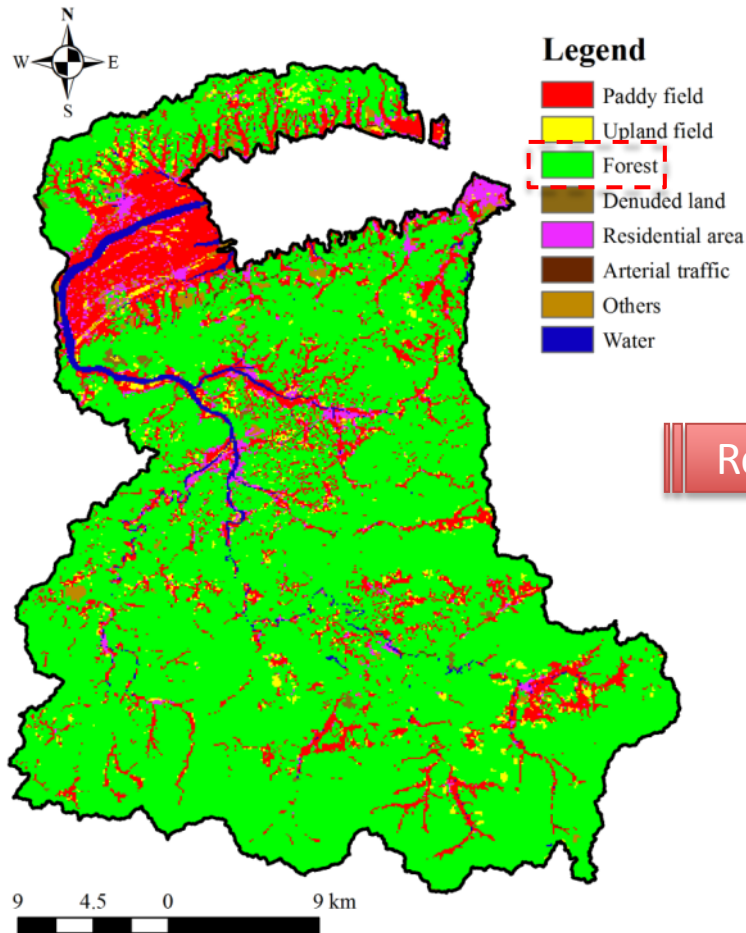 N
W E
S
Legend
Paddy field
Upland field
Forest
Denuded land
Residential area
Arterial traffic
Others
Water
9 4.5 0 9 km